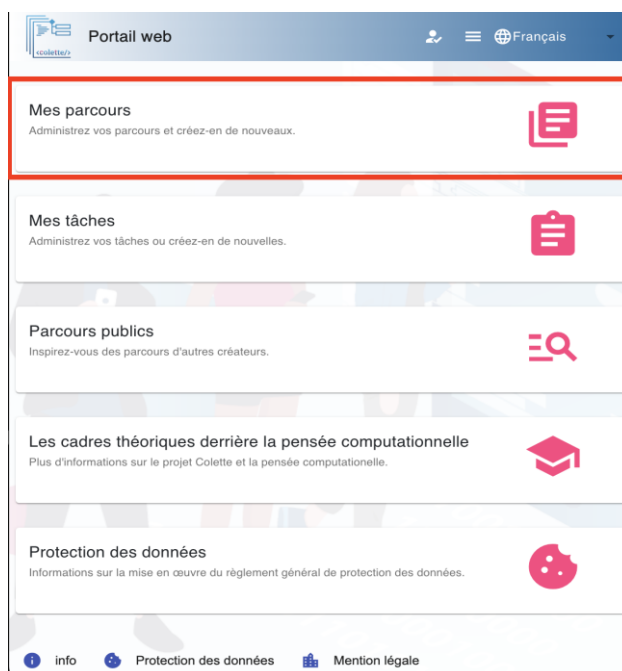 <colette/>
Portail web
Français
Mes parcours
Administrez vos parcours et créez-en de nouveaux.
Mes tâches
Administrez vos tâches ou créez-en de nouvelles.
Parcours publics
Inspirez-vous des parcours d'autres créateurs.
Les cadres théoriques derrière la pensée computationnelle
Plus d'informations sur le projet Colette et la pensée computationelle.
Protection des données
Informations sur la mise en œuvre du règlement général de protection des données.
info Protection des données Mention légale